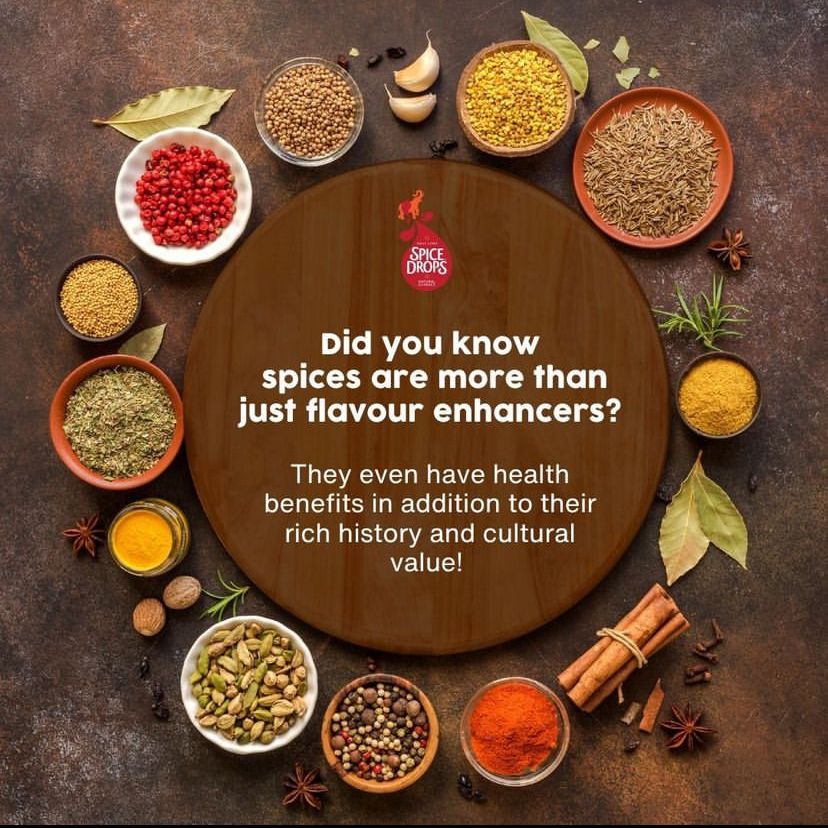 SPICE
DROPS
Did you know
spices are more than
just flavour enhancers?
They even have health
benefits in addition to their
rich history and cultural
value!